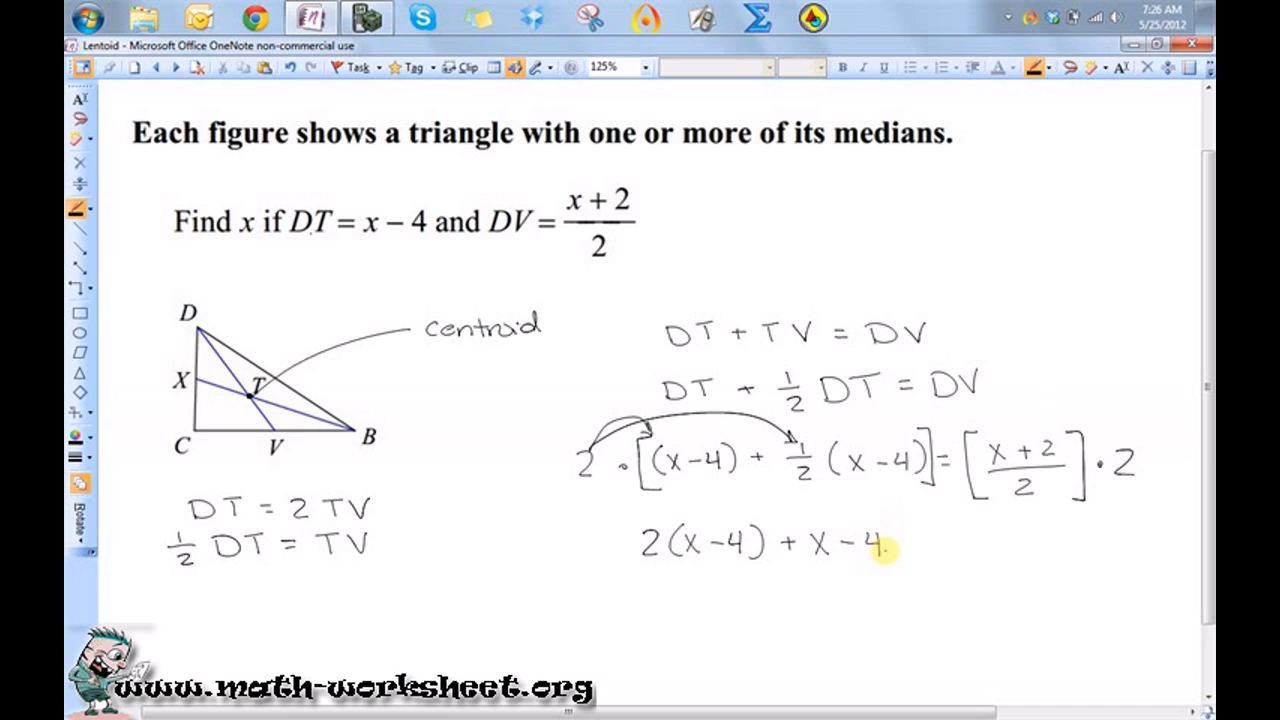 7:26 AM
5/25/2012
Lentoid - Microsoft Office OneNote non-commercial use
Task Tag Clip 125% B I U
Each figure shows a triangle with one or more of its medians.
Find x if DT = x − 4 and DV = (x + 2)/2
D
X
T
C
V
B
centroid
DT = 2 TV
1/2 DT = TV
DT + TV = DV
DT + 1/2 DT = DV
2 • [(x−4) + 1/2 (x−4)] = [(x+2)/2] • 2
2(x−4) + x−4
Rotate
www.math-worksheet.org